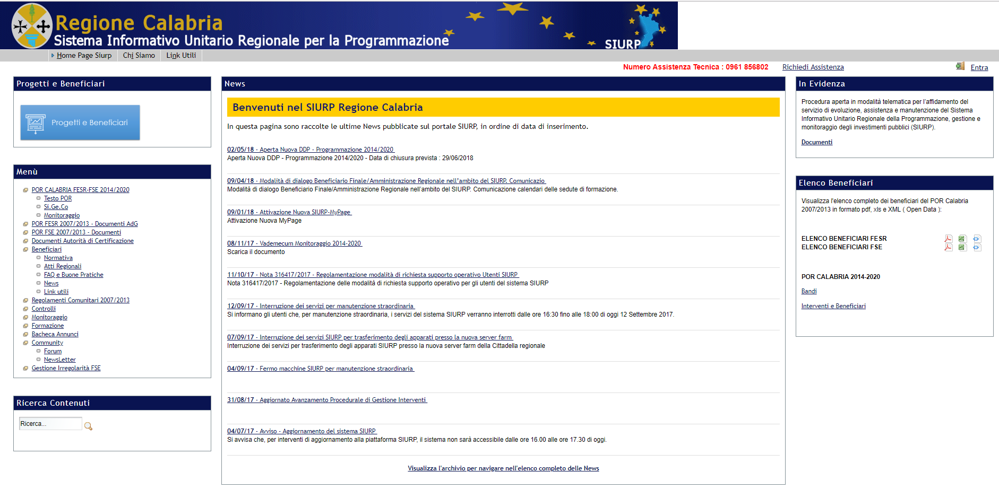 Regione Calabria
Sistema Informativo Unitario Regionale per la Programmazione
SIURP
Home Page Siurp
Chi Siamo
Link Utili
Numero Assistenza Tecnica : 0961 856802
Richiedi Assistenza
Entra
Progetti e Beneficiari
Progetti e Beneficiari
Menù
POR CALABRIA FESR-FSE 2014/2020
Testo POR
Si.Ge.Co
Monitoraggio
POR FESR 2007/2013 - Documenti AdG
POR FSE 2007/2013 - Documenti
Documenti Autorità di Certificazione
Beneficiari
Normativa
Atti Regionali
FAQ e Buone Pratiche
News
Link utili
Regolamenti Comunitari 2007/2013
Controlli
Monitoraggio
Formazione
Bacheca Annunci
Community
Forum
NewsLetter
Gestione Irregolarità FSE
Ricerca Contenuti
Ricerca...
News
Benvenuti nel SIURP Regione Calabria
In questa pagina sono raccolte le ultime News pubblicate sul portale SIURP, in ordine di data di inserimento.
02/05/18 - Aperta Nuova DDP - Programmazione 2014/2020
Aperta Nuova DDP - Programmazione 2014/2020 - Data di chiusura prevista : 29/06/2018
09/04/18 - Modalità di dialogo Beneficiario Finale/Amministrazione Regionale nell'ambito del SIURP. Comunicazio
Modalità di dialogo Beneficiario Finale/Amministrazione Regionale nell'ambito del SIURP. Comunicazione calendari delle sedute di formazione.
09/01/18 - Attivazione Nuova SIURP-MyPage
Attivazione Nuova MyPage
08/11/17 - Vademecum Monitoraggio 2014-2020
Scarica il documento
11/10/17 - Nota 316417/2017 - Regolamentazione modalità di richiesta supporto operativo Utenti SIURP
Nota 316417/2017 - Regolamentazione delle modalità di richiesta supporto operativo per gli utenti del sistema SIURP
12/09/17 - Interruzione dei servizi per manutenzione straordinaria
Si informano gli utenti che, per manutenzione straordinaria, i servizi del sistema SIURP verranno interrotti dalle ore 16:30 fino alle 18:00 di oggi 12 Settembre 2017.
07/09/17 - Interruzione dei servizi SIURP per trasferimento degli apparati presso la nuova server farm
Interruzione dei servizi per trasferimento degli apparati SIURP presso la nuova server farm della Cittadella regionale
04/09/17 - Fermo macchine SIURP per manutenzione straordinaria
31/08/17 - Aggiornato Avanzamento Procedurale di Gestione Interventi
04/07/17 - Avviso - Aggiornamento del sistema SIURP
Si avvisa che, per interventi di aggiornamento alla piattaforma SIURP, il sistema non sarà accessibile dalle ore 16.00 alle ore 17.30 di oggi.
Visualizza l'archivio per navigare nell'elenco completo delle News
In Evidenza
Procedura aperta in modalità telematica per l'affidamento del
servizio di evoluzione, assistenza e manutenzione del Sistema
Informativo Unitario Regionale della Programmazione, gestione e
monitoraggio degli investimenti pubblici (SIURP).
Documenti
Elenco Beneficiari
Visualizza l'elenco completo dei beneficiari del POR Calabria
2007/2013 in formato pdf, xls e XML ( Open Data ):
ELENCO BENEFICIARI FESR
ELENCO BENEFICIARI FSE
POR CALABRIA 2014-2020
Bandi
Interventi e Beneficiari